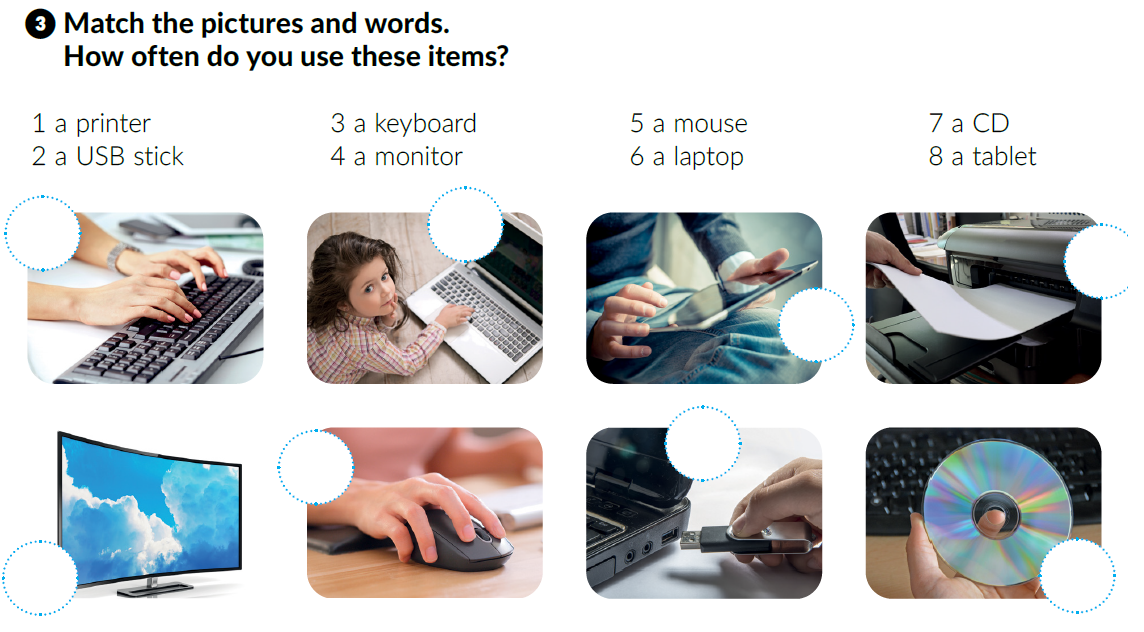 3 Match the pictures and words.
How often do you use these items?
1 a printer
2 a USB stick
3 a keyboard
4 a monitor
5 a mouse
6 a laptop
7 a CD
8 a tablet